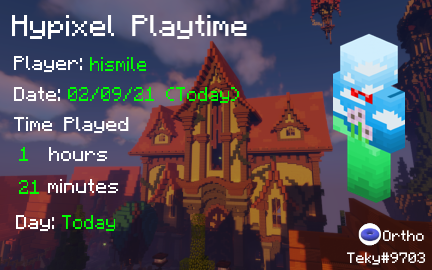 Hypixel Playtime
Player: hismile
Date: 02/09/21 (Today)
Time Played
1 hours
21 minutes
Day: Today
Ortho
Teky#9703